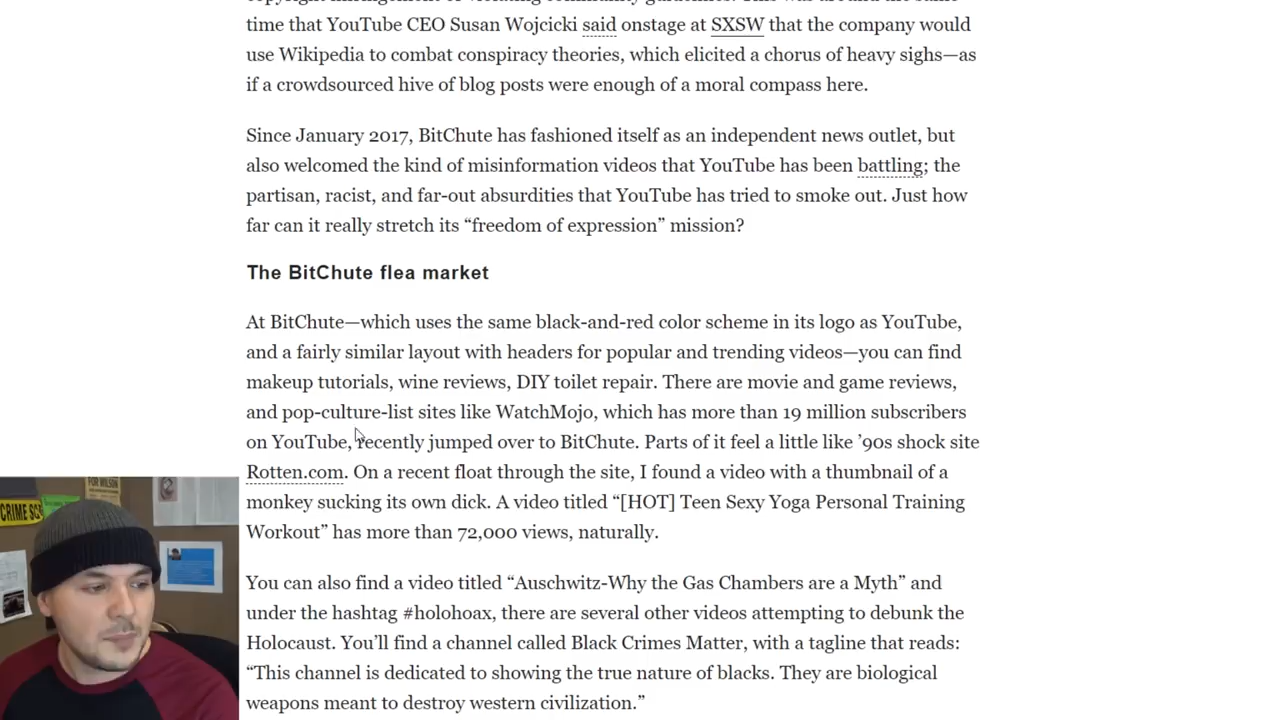 time that YouTube CEO Susan Wojcicki said onstage at SXSW that the company would
use Wikipedia to combat conspiracy theories, which elicited a chorus of heavy sighs—as
if a crowdsourced hive of blog posts were enough of a moral compass here.
Since January 2017, BitChute has fashioned itself as an independent news outlet, but
also welcomed the kind of misinformation videos that YouTube has been battling; the
partisan, racist, and far-out absurdities that YouTube has tried to smoke out. Just how
far can it really stretch its “freedom of expression” mission?
The BitChute flea market
At BitChute—which uses the same black-and-red color scheme in its logo as YouTube,
and a fairly similar layout with headers for popular and trending videos—you can find
makeup tutorials, wine reviews, DIY toilet repair. There are movie and game reviews,
and pop-culture-list sites like WatchMojo, which has more than 19 million subscribers
on YouTube, recently jumped over to BitChute. Parts of it feel a little like ’90s shock site
Rotten.com. On a recent float through the site, I found a video with a thumbnail of a
monkey sucking its own dick. A video titled “[HOT] Teen Sexy Yoga Personal Training
Workout” has more than 72,000 views, naturally.
You can also find a video titled “Auschwitz-Why the Gas Chambers are a Myth” and
under the hashtag #holohoax, there are several other videos attempting to debunk the
Holocaust. You’ll find a channel called Black Crimes Matter, with a tagline that reads:
“This channel is dedicated to showing the true nature of blacks. They are biological
weapons meant to destroy western civilization.”
FOR WILSON
CRIME SC